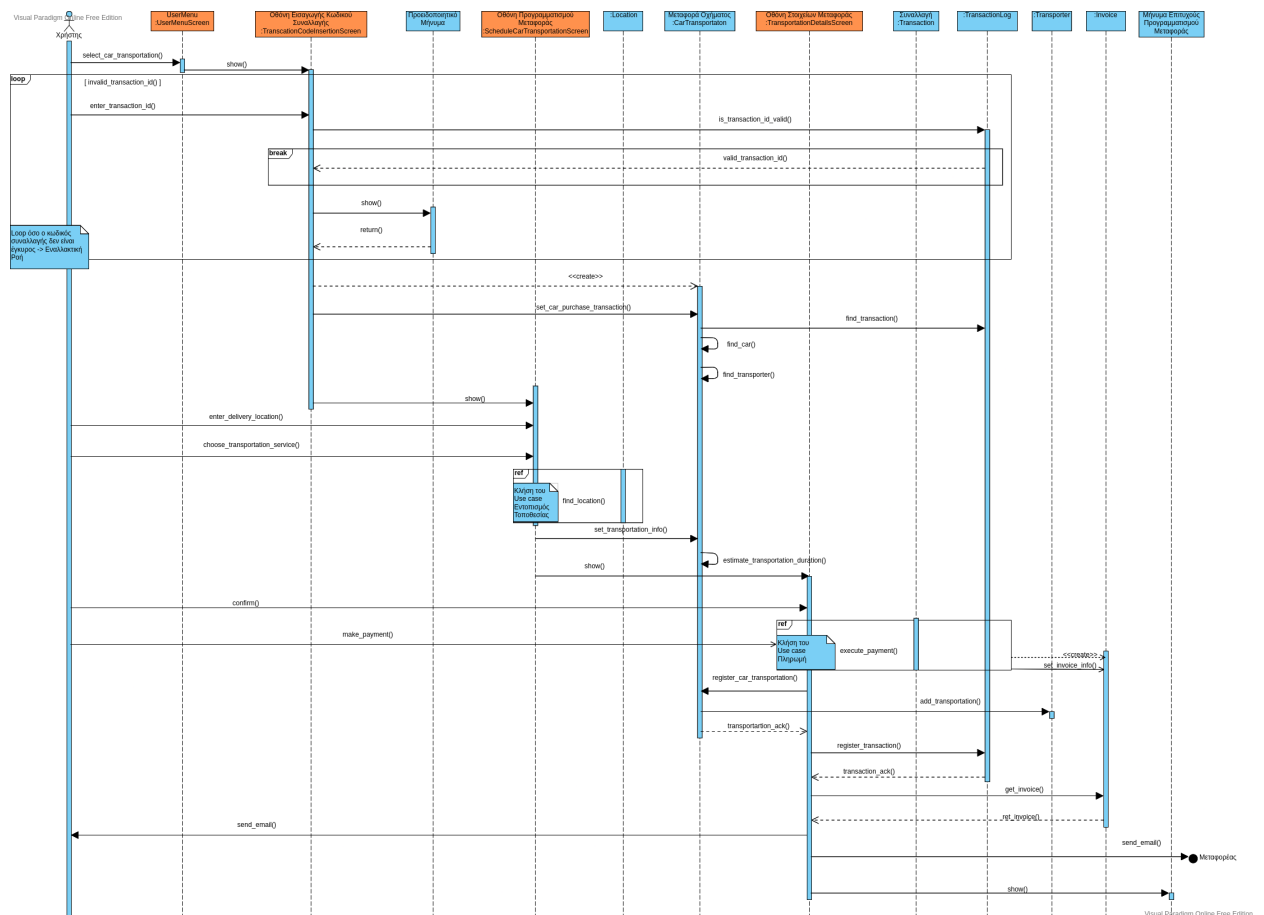 Visual Paradigm Online Free Edition
Χρήστης
UserMenu
:UserMenuScreen
Οθόνη Εισαγωγής Κωδικού
Συναλλαγής
:TranscationCodeInsertionScreen
Προειδοποιητικό
Μήνυμα
Οθόνη Προγραμματισμού
Μεταφοράς:
:ScheduleCarTransportationScreen
:Location
Μεταφορά Οχήματος
:CarTransportaton
Οθόνη Στοιχείων Μεταφοράς
:TransportationDetailsScreen
Συναλλαγή
:Transaction
:TransactionLog
:Transporter
:Invoice
Μήνυμα Επιτυχούς
Προγραμματισμού
Μεταφοράς
select_car_transportation()
show()
loop
[ invalid_transaction_id() ]
enter_transaction_id()
is_transaction_id_valid()
break
valid_transaction_id()
show()
return()
Loop όσο ο κωδικός
συναλλαγής δεν είναι
έγκυρος -> Εναλλακτική
Ροή
<<create>>
set_car_purchase_transaction()
find_transaction()
find_car()
find_transporter()
show()
enter_delivery_location()
choose_transportation_service()
ref
Κλήση του
Use case
Εντοπισμός
Τοποθεσίας
find_location()
set_transportation_info()
estimate_transportation_duration()
show()
confirm()
ref
make_payment()
Κλήση του
Use case
Πληρωμή
execute_payment()
<<create>>
set_invoice_info()
register_car_transportation()
add_transportation()
transportartion_ack()
register_transaction()
transaction_ack()
get_invoice()
ret_invoice()
send_email()
send_email()
Μεταφορέας
show()
Visual Paradigm Online Free Edition